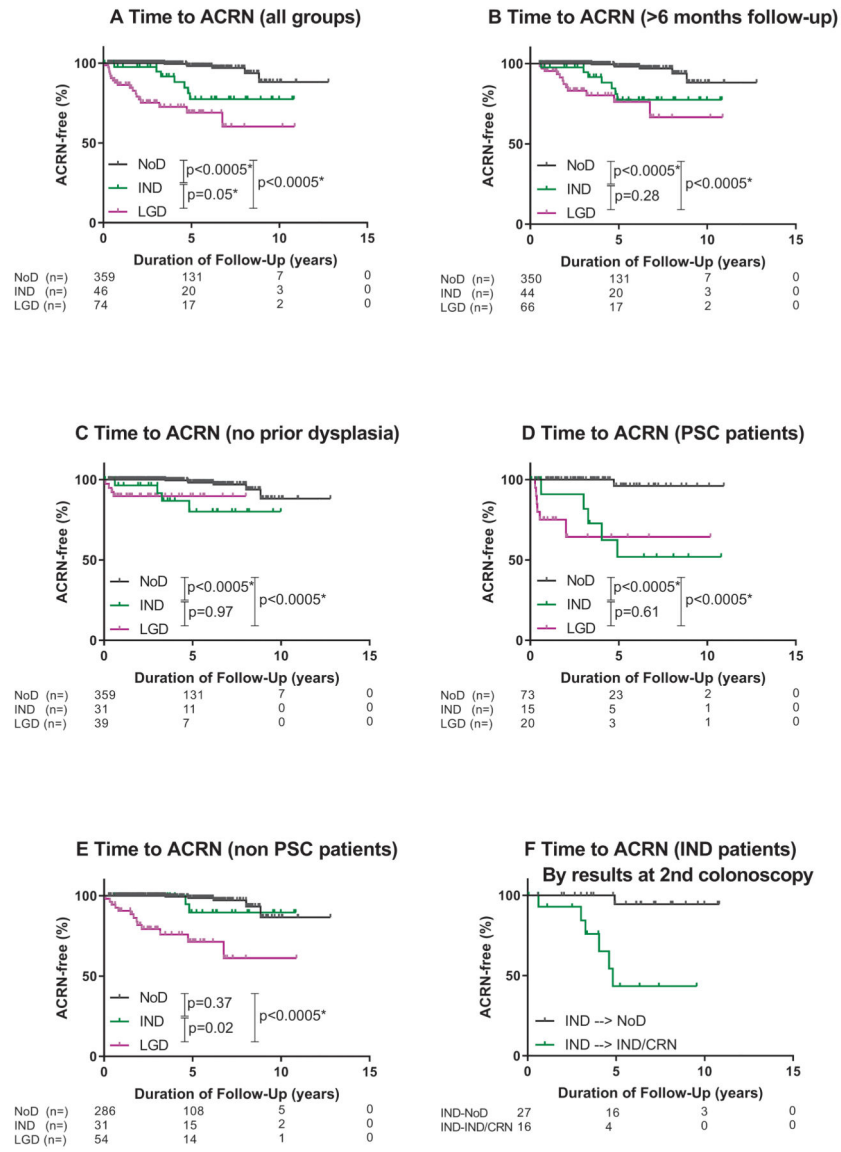 A Time to ACRN (all groups)
ACRN-free (%)
100
50
0
NoD
IND
LGD
p<0.0005*
p=0.05*
p<0.0005*
0 5 10 15
Duration of Follow-Up (years)
NoD (n=) 359 131 7 0
IND (n=) 46 20 3 0
LGD (n=) 74 17 2 0
B Time to ACRN (>6 months follow-up)
ACRN-free (%)
100
50
0
NoD
IND
LGD
p<0.0005*
p=0.28
p<0.0005*
0 5 10 15
Duration of Follow-Up (years)
NoD (n=) 350 131 7 0
IND (n=) 44 20 3 0
LGD (n=) 66 17 2 0
C Time to ACRN (no prior dysplasia)
ACRN-free (%)
100
50
0
NoD
IND
LGD
p<0.0005*
p=0.97
p<0.0005*
0 5 10 15
Duration of Follow-Up (years)
NoD (n=) 359 131 7 0
IND (n=) 31 11 0 0
LGD (n=) 39 7 0 0
D Time to ACRN (PSC patients)
ACRN-free (%)
100
50
0
NoD
IND
LGD
p<0.0005*
p=0.61
p<0.0005*
0 5 10 15
Duration of Follow-Up (years)
NoD (n=) 73 23 2 0
IND (n=) 15 5 1 0
LGD (n=) 20 3 1 0
E Time to ACRN (non PSC patients)
ACRN-free (%)
100
50
0
NoD
IND
LGD
p=0.37
p=0.02
p<0.0005*
0 5 10 15
Duration of Follow-Up (years)
NoD (n=) 286 108 5 0
IND (n=) 31 15 2 0
LGD (n=) 54 14 1 0
F Time to ACRN (IND patients)
By results at 2nd colonoscopy
ACRN-free (%)
100
50
0
IND --> NoD
IND --> IND/CRN
0 5 10 15
Duration of Follow-Up (years)
IND-NoD 27 16 3 0
IND-IND/CRN 16 4 0 0